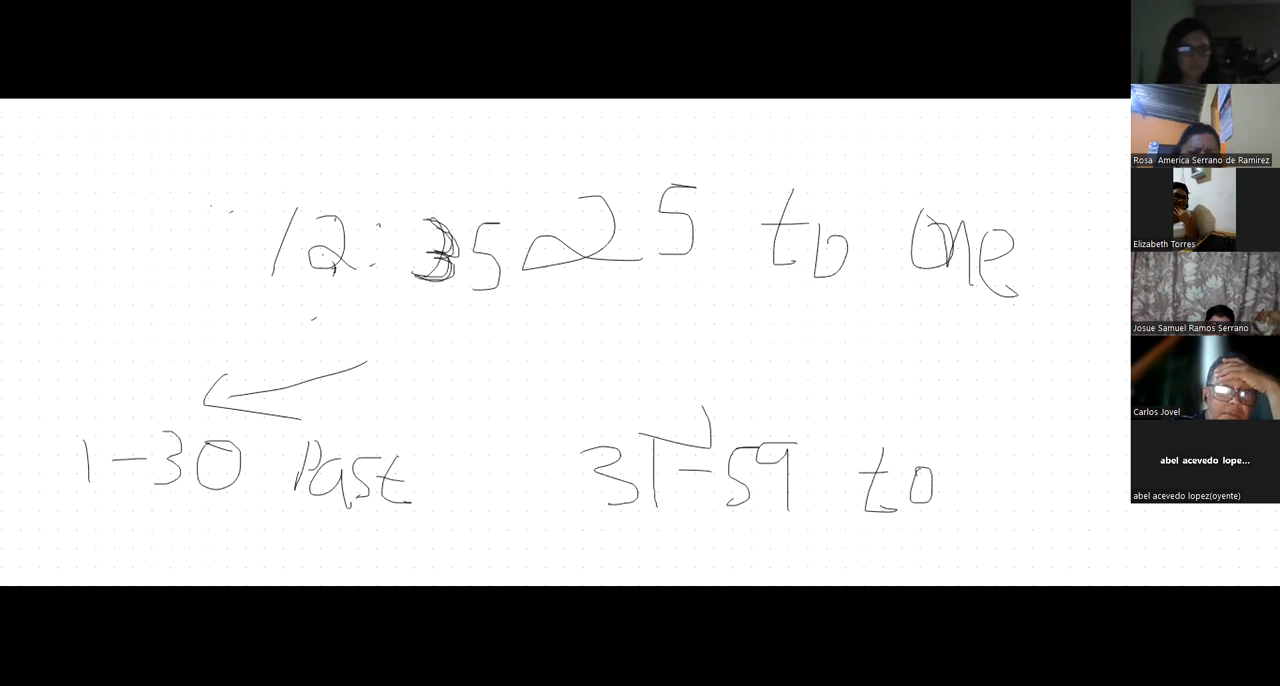 12:35 25 to one
1-30 Past 31-59 to
Rosa America Serrano de Ramirez
Elizabeth Torres
Josue Samuel Ramos Serrano
Carlos Jovel
abel acevedo lope...
abel acevedo lopez(oyente)